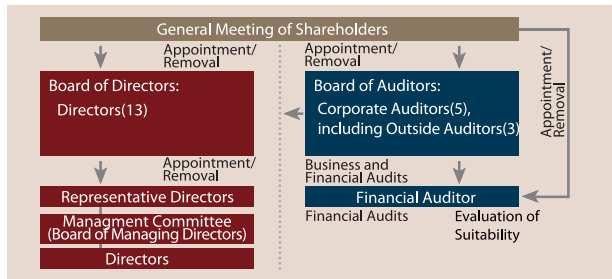 General Meeting of Shareholders
Appointment/
Removal
Appointment/
Removal
Appointment/
Removal
Board of Directors:
Directors(13)
Board of Auditors:
Corporate Auditors(5),
including Outside Auditors(3)
Appointment/
Removal
Business and
Financial Audits
Representative Directors
Financial Auditor
Managment Committee
(Board of Managing Directors)
Financial Audits
Evaluation of
Suitability
Directors